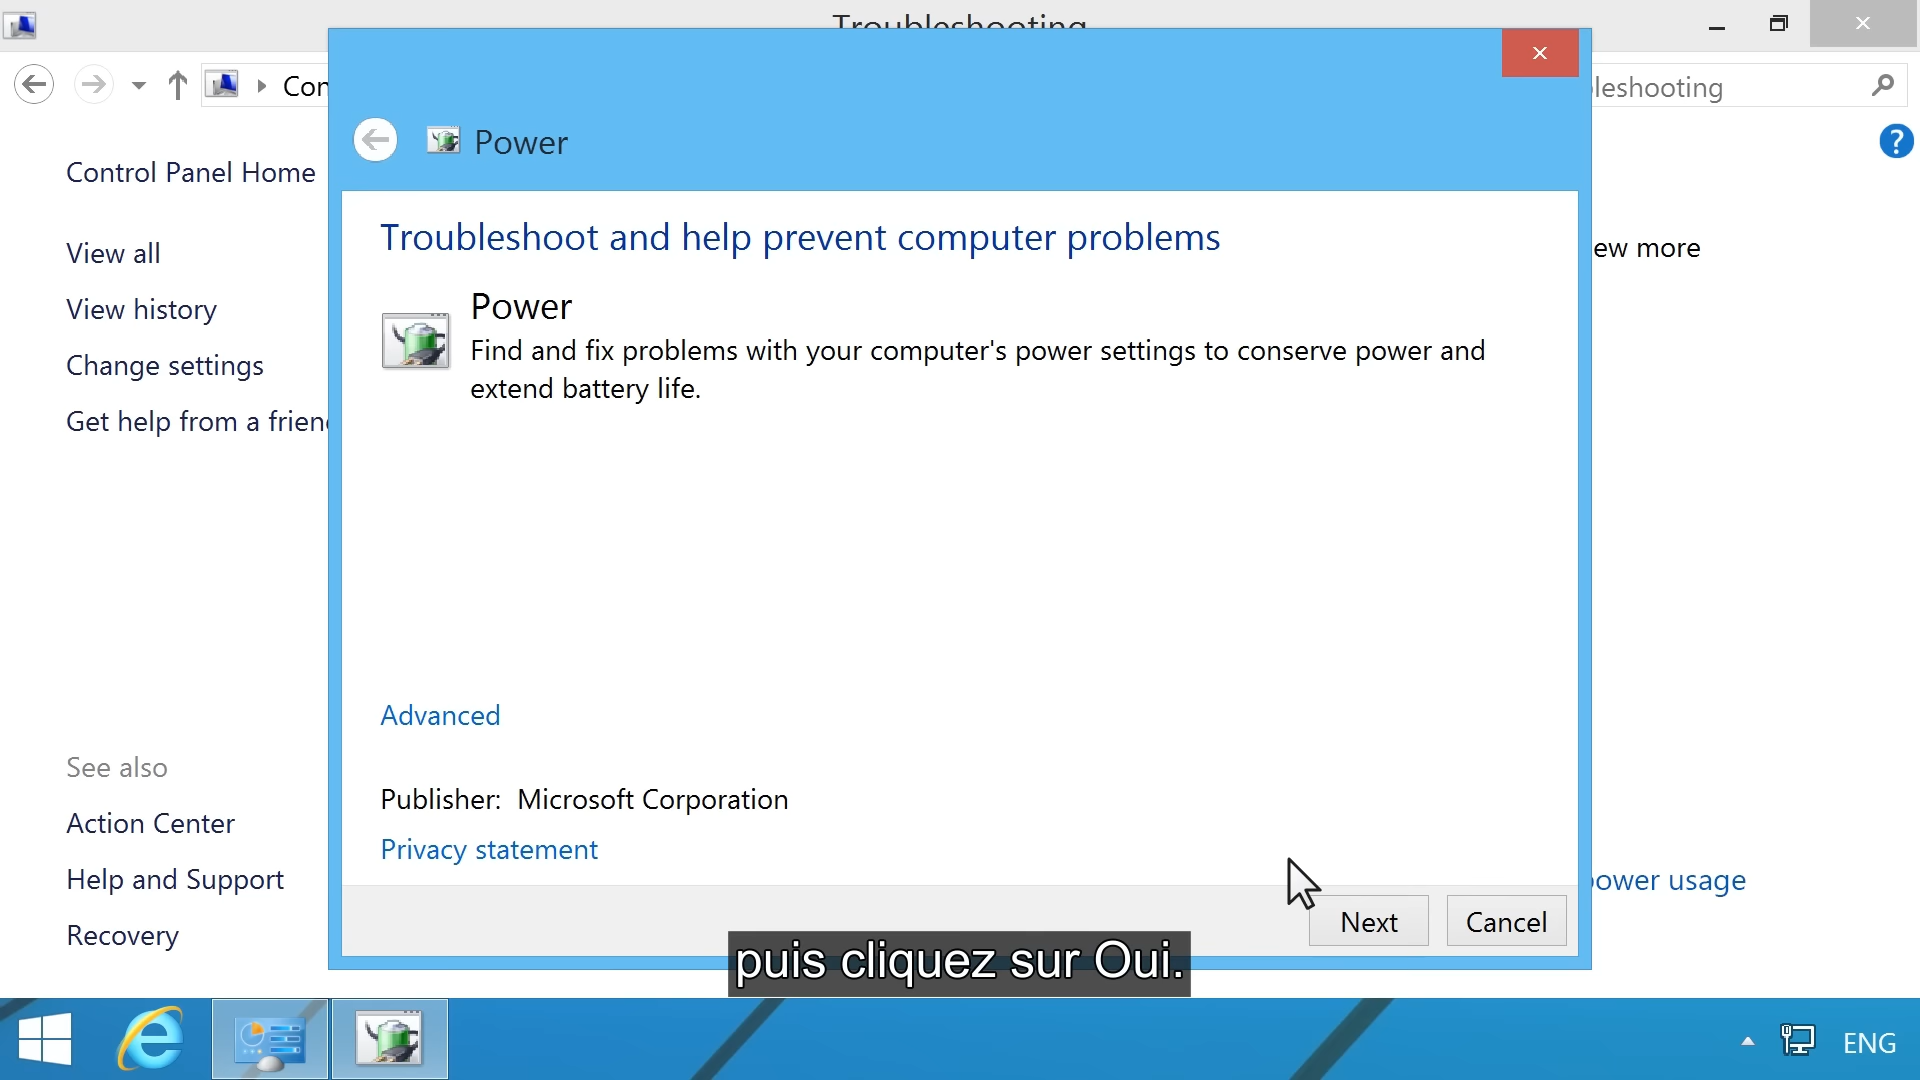 Troubleshooting
Con
leshooting
Power
Control Panel Home
View all
View history
Change settings
Get help from a frien
Troubleshoot and help prevent computer problems
ew more
Power
Find and fix problems with your computer's power settings to conserve power and
extend battery life.
Advanced
See also
Action Center
Help and Support
Recovery
Publisher: Microsoft Corporation
Privacy statement
power usage
Next
Cancel
puis cliquez sur Oui.
ENG